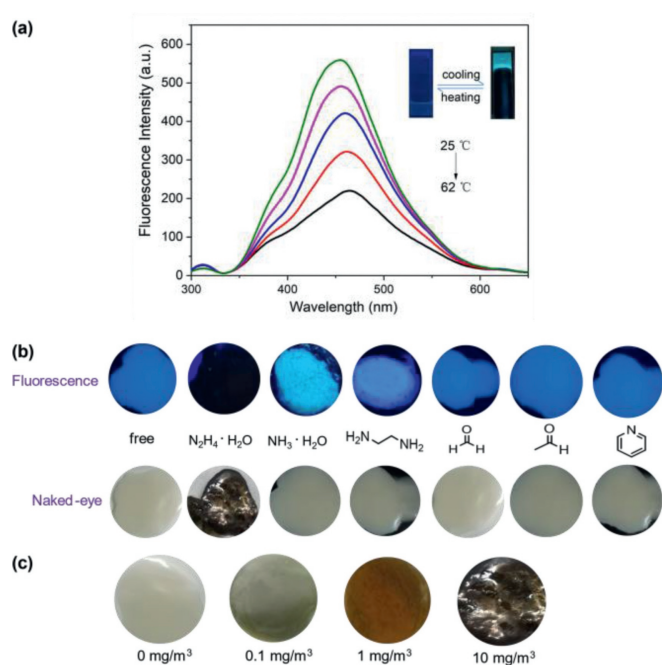 (a)
Fluorescence Intensity (a.u.)
600
500
400
300
200
100
0
300
400
500
600
Wavelength (nm)
cooling
heating
25 ℃
62 ℃
(b)
Fluorescence
free
N₂H₄ · H₂O
NH₃ · H₂O
H₂N
NH₂
O
H
H
O
H
N
Naked-eye
(c)
0 mg/m³
0.1 mg/m³
1 mg/m³
10 mg/m³